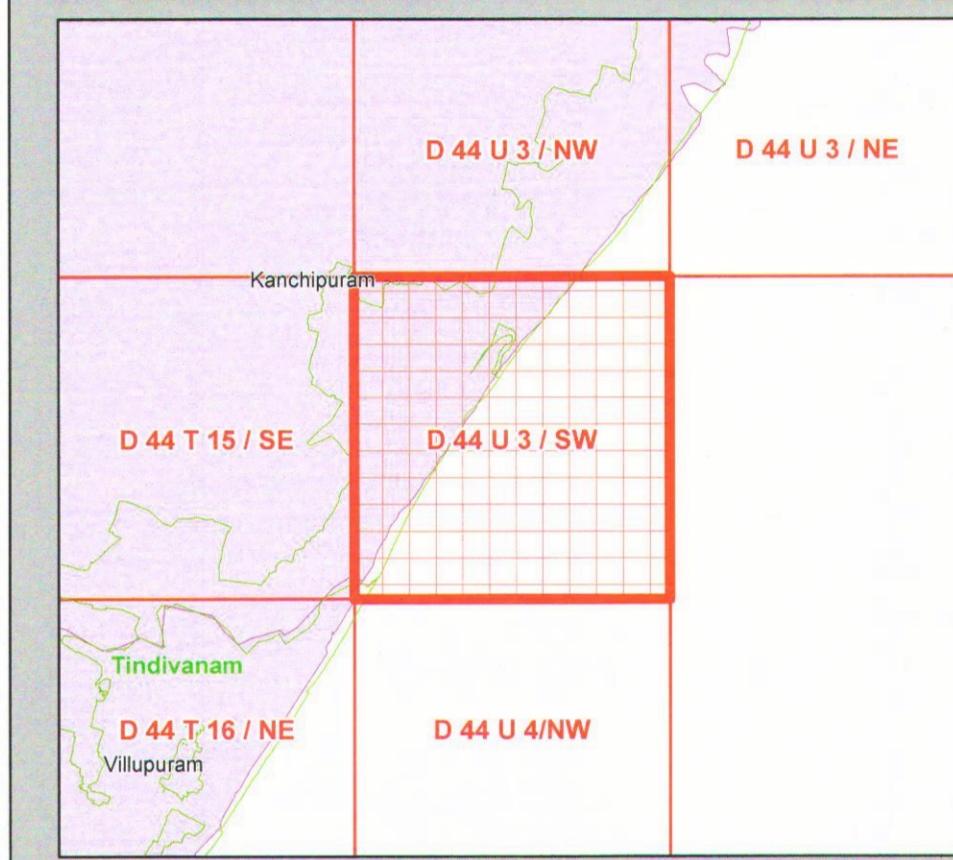 D 44 U 3 / NW
D 44 U 3 / NE
Kanchipuram
D 44 T 15 / SE
D 44 U 3 / SW
Tindivanam
D 44 T 16 / NE
D 44 U 4/NW
Villupuram